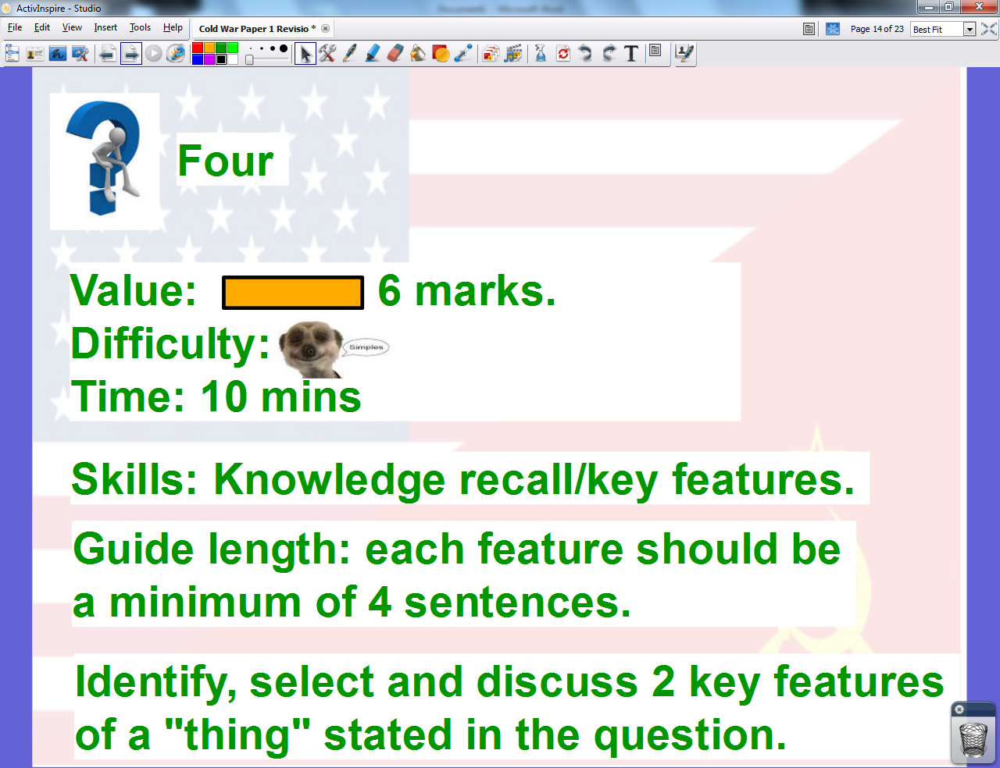 ActivInspire - Studio
File Edit View Insert Tools Help
Cold War Paper 1 Revisio *
Page 14 of 23
Best Fit
T
Four
Value: 6 marks.
Difficulty:
Simples
Time: 10 mins
Skills: Knowledge recall/key features.
Guide length: each feature should be
a minimum of 4 sentences.
Identify, select and discuss 2 key features
of a "thing" stated in the question.